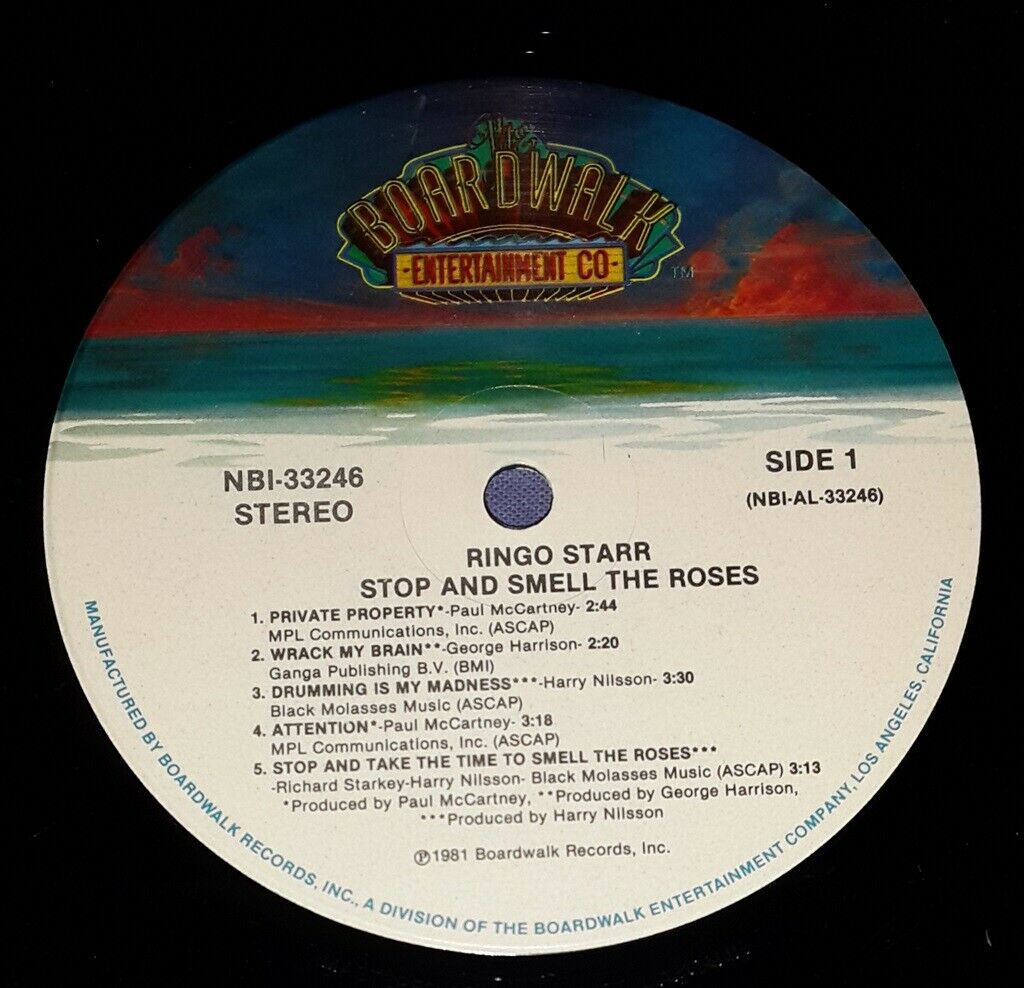 The
BOARDWALK
-ENTERTAINMENT CO-
TM
NBI-33246
STEREO
SIDE 1
(NBI-AL-33246)
RINGO STARR
STOP AND SMELL THE ROSES
1. PRIVATE PROPERTY*-Paul McCartney- 2:44
MPL Communications, Inc. (ASCAP)
2. WRACK MY BRAIN**-George Harrison- 2:20
Ganga Publishing B.V. (BMI)
3. DRUMMING IS MY MADNESS***-Harry Nilsson- 3:30
Black Molasses Music (ASCAP)
4. ATTENTION*-Paul McCartney- 3:18
MPL Communications, Inc. (ASCAP)
5. STOP AND TAKE THE TIME TO SMELL THE ROSES***
-Richard Starkey-Harry Nilsson- Black Molasses Music (ASCAP) 3:13
*Produced by Paul McCartney, **Produced by George Harrison,
***Produced by Harry Nilsson
℗1981 Boardwalk Records, Inc.
MANUFACTURED BY BOARDWALK RECORDS, INC., A DIVISION OF THE BOARDWALK ENTERTAINMENT COMPANY, LOS ANGELES, CALIFORNIA